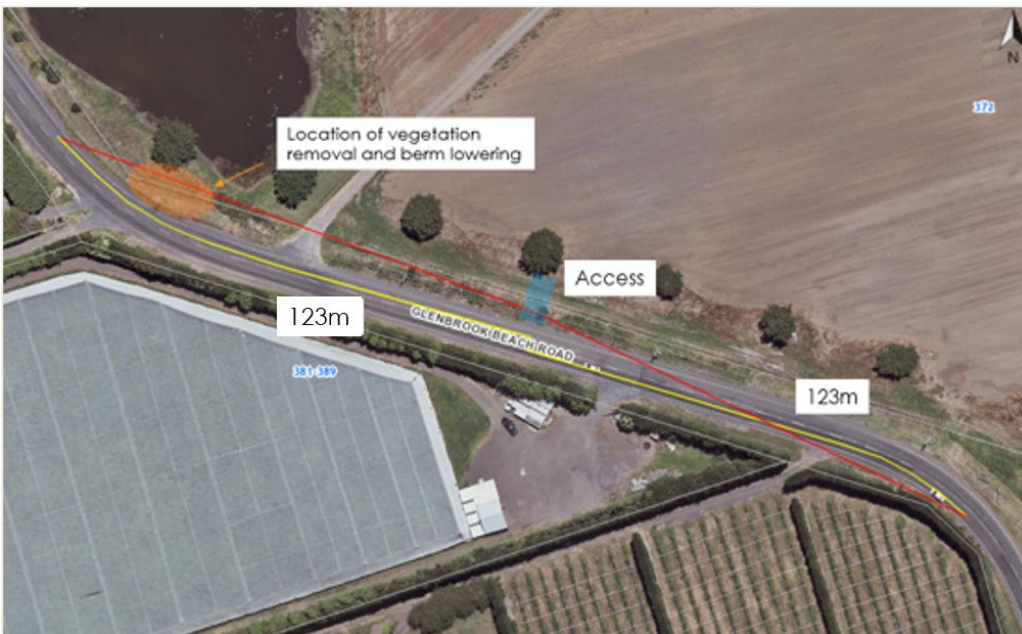 N
372
Location of vegetation
removal and berm lowering
Access
123m
GLENBROOK BEACH ROAD
381-389
123m